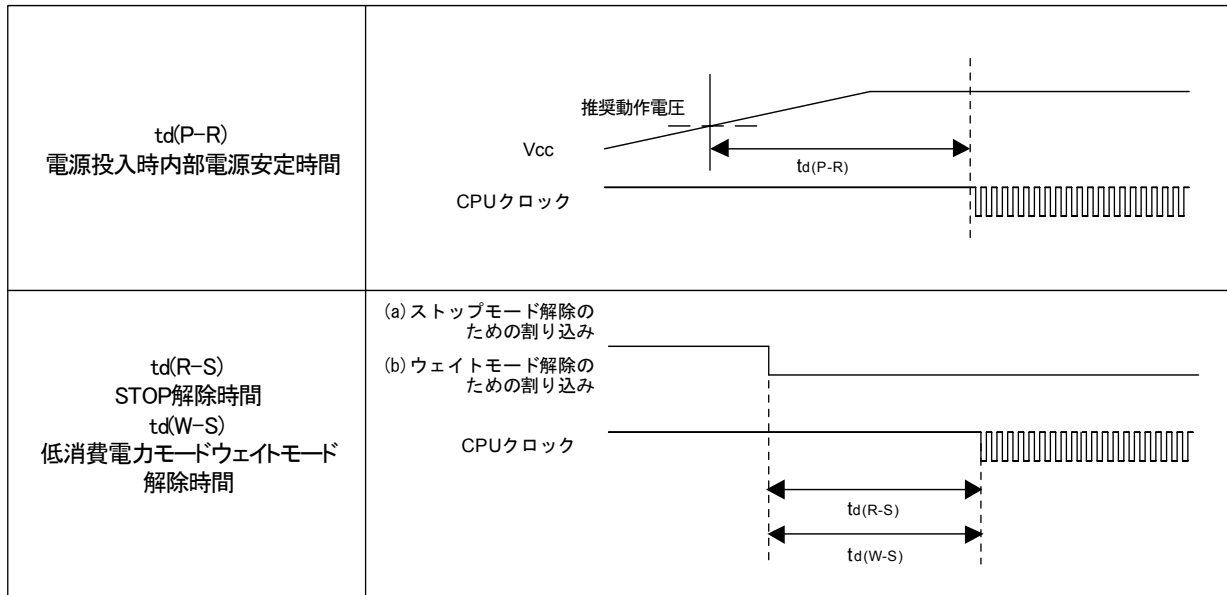 td(P-R)
電源投入時内部電源安定時間
推奨動作電圧
Vcc
td(P-R)
CPUクロック
td(R-S)
STOP解除時間
td(W-S)
低消費電力モードウェイトモード
解除時間
(a)ストップモード解除の
ための割り込み
(b)ウェイトモード解除の
ための割り込み
CPUクロック
td(R-S)
td(W-S)